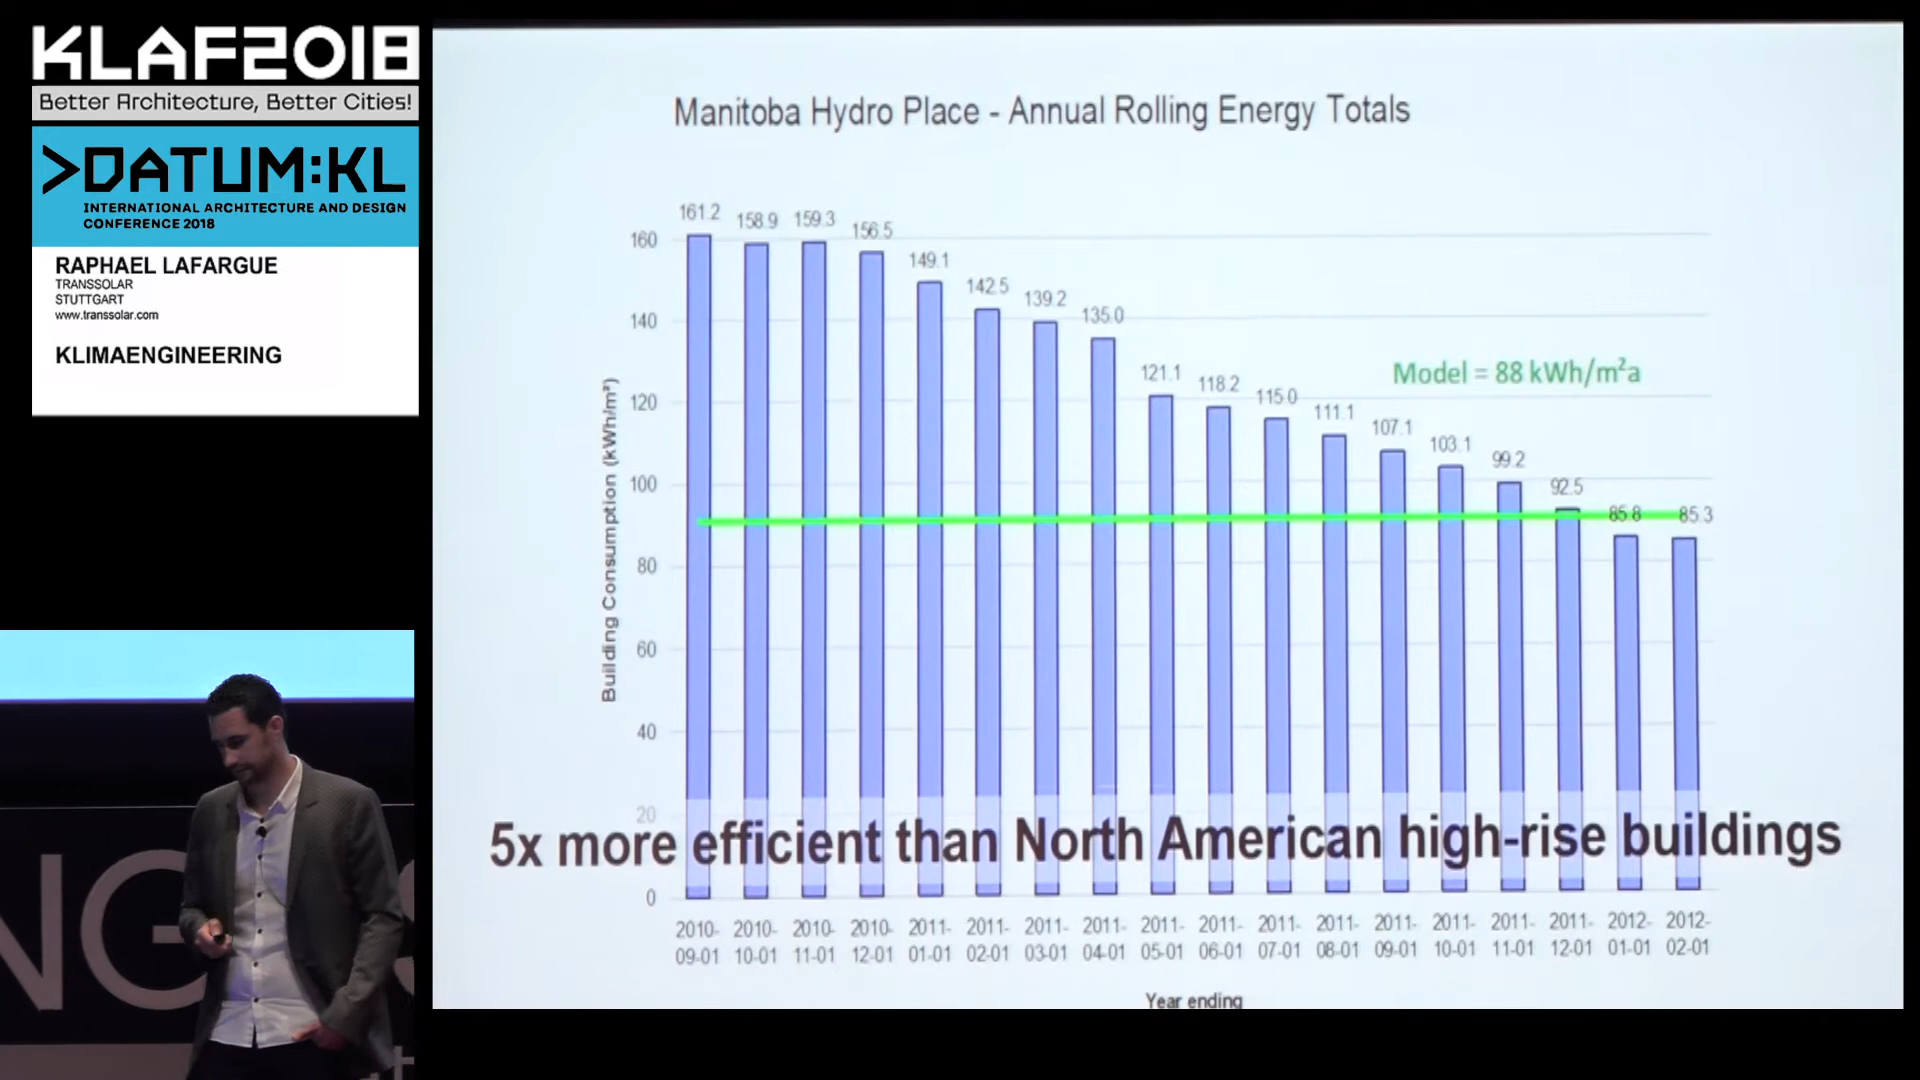 KLAF2018
Better Architecture, Better Cities!
>DATUM:KL
INTERNATIONAL ARCHITECTURE AND DESIGN
CONFERENCE 2018
RAPHAEL LAFARGUE
TRANSSOLAR
STUTTGART
www.transsolar.com
KLIMAENGINEERING
Manitoba Hydro Place - Annual Rolling Energy Totals
161.2 158.9 159.3 156.5 149.1 142.5 139.2 135.0 121.1 118.2 115.0 111.1 107.1 103.1 99.2 92.5 85.8 85.3
Model = 88 kWh/m²a
Building Consumption (kWh/m²)
160
140
120
100
80
60
40
20
0
5x more efficient than North American high-rise buildings
2010- 2010- 2010- 2010- 2011- 2011- 2011- 2011- 2011- 2011- 2011- 2011- 2011- 2011- 2011- 2011- 2012- 2012-
09-01 10-01 11-01 12-01 01-01 02-01 03-01 04-01 05-01 06-01 07-01 08-01 09-01 10-01 11-01 12-01 01-01 02-01
Year ending
NG